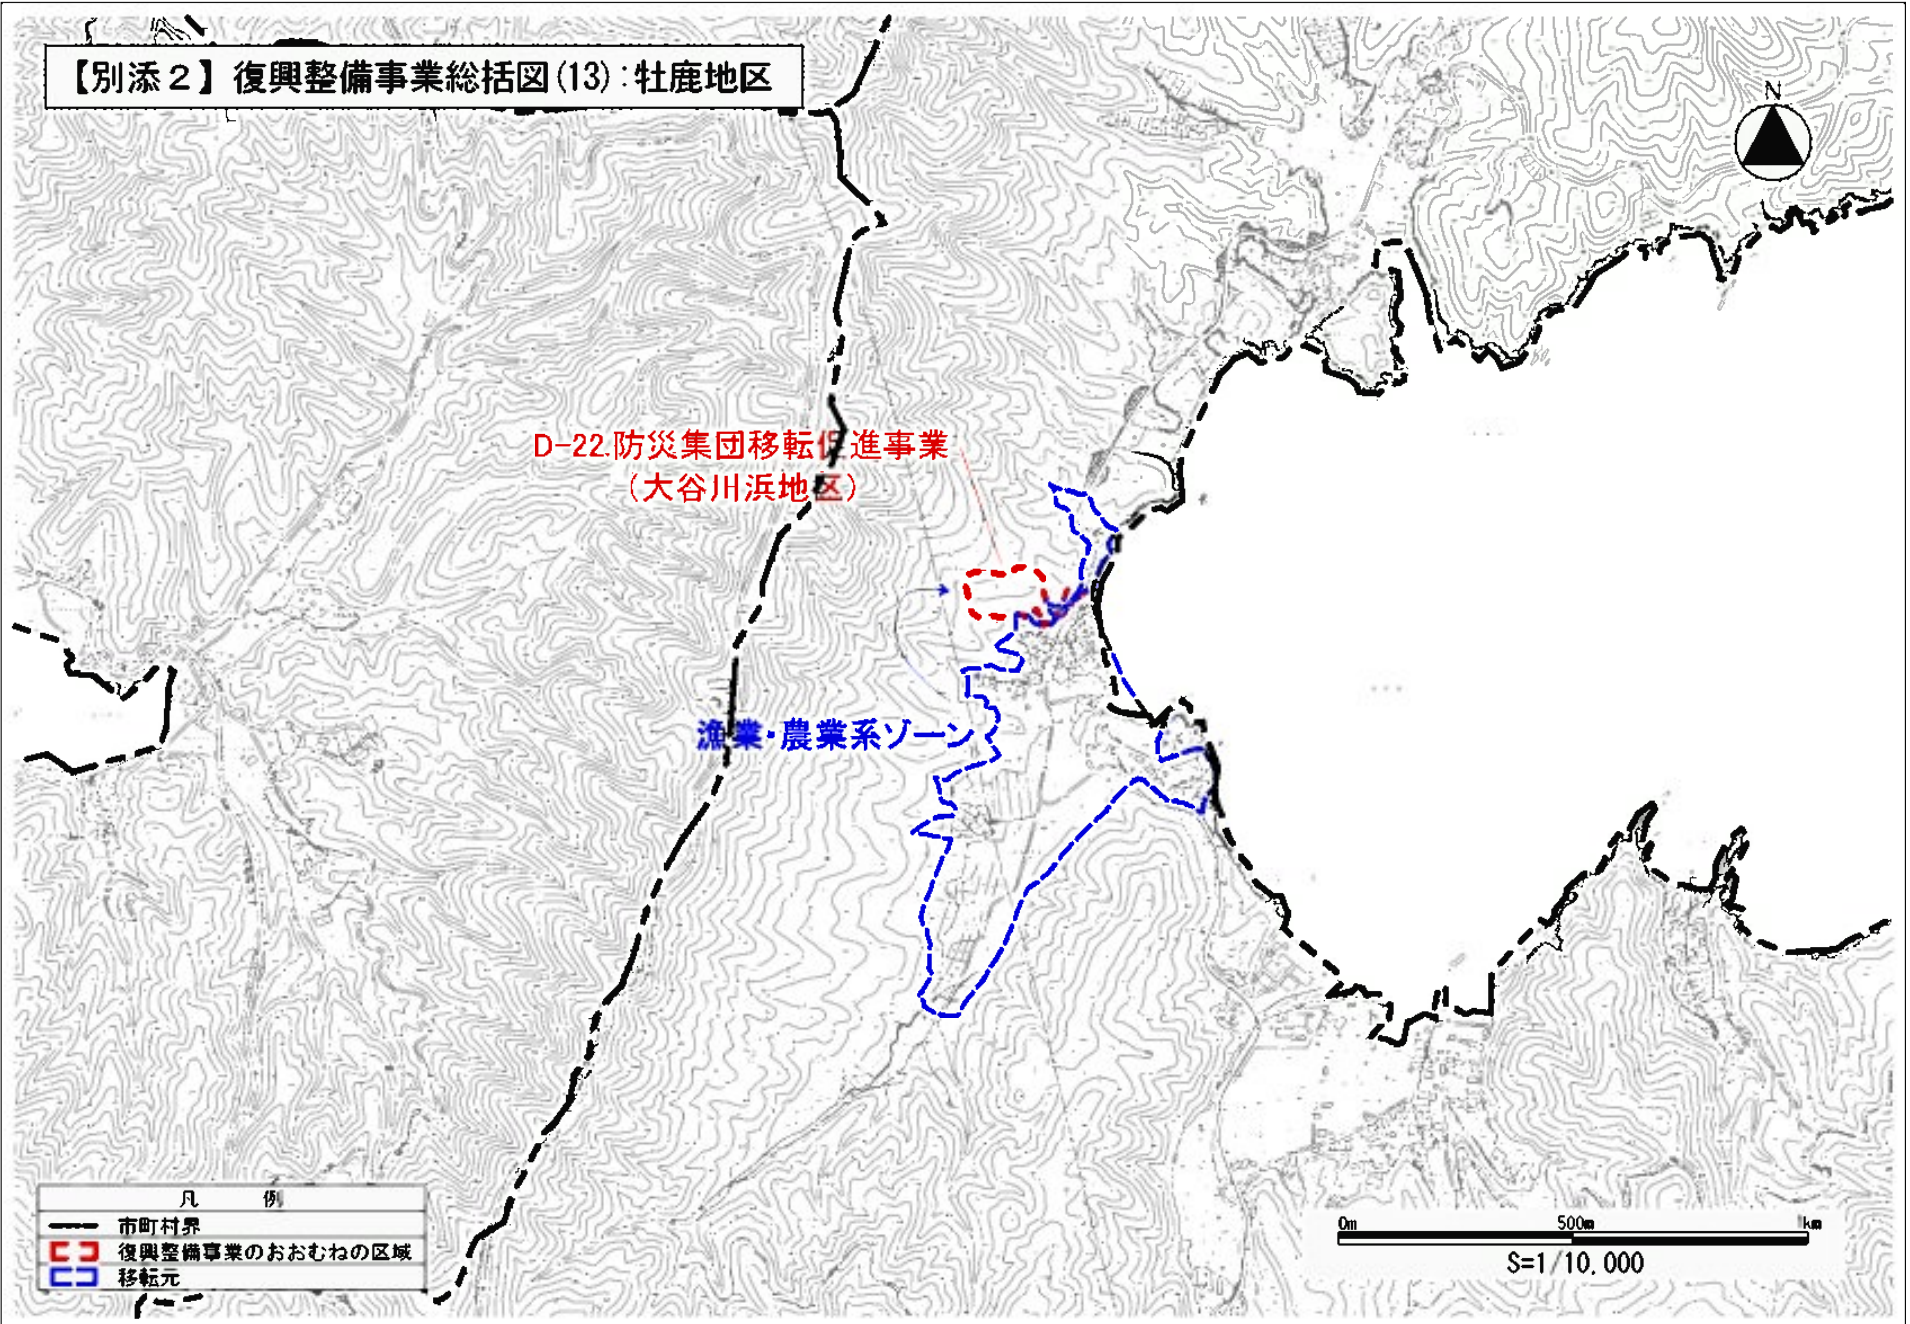 【別添２】復興整備事業総括図(13):牡鹿地区
N
D-22.防災集団移転促進事業
(大谷川浜地区)
漁業・農業系ゾーン
凡　例
市町村界
復興整備事業のおおむねの区域
移転元
0m 500m 1km
S=1/10,000